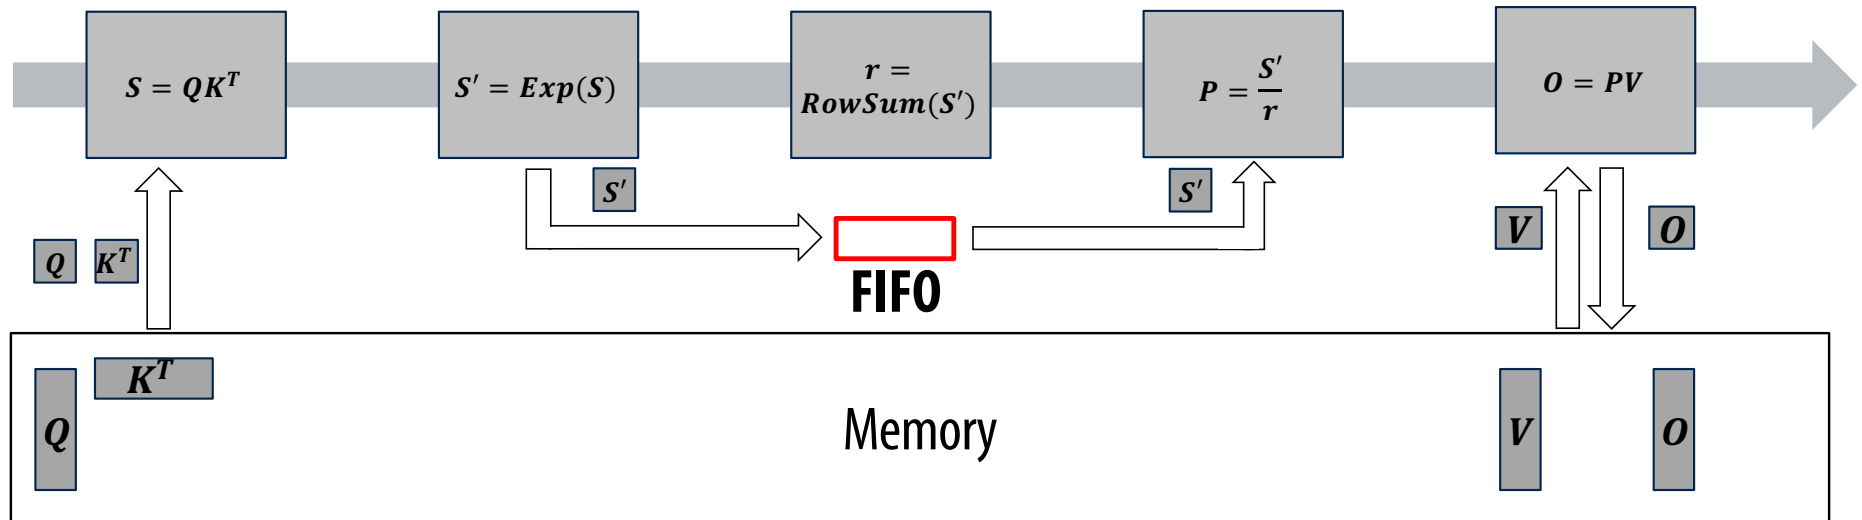 S = QK^T
S′ = Exp(S)
r =
RowSum(S′)
P = S′/r
O = PV
S′
S′
Q
K^T
V
O
FIFO
K^T
Q
Memory
V
O